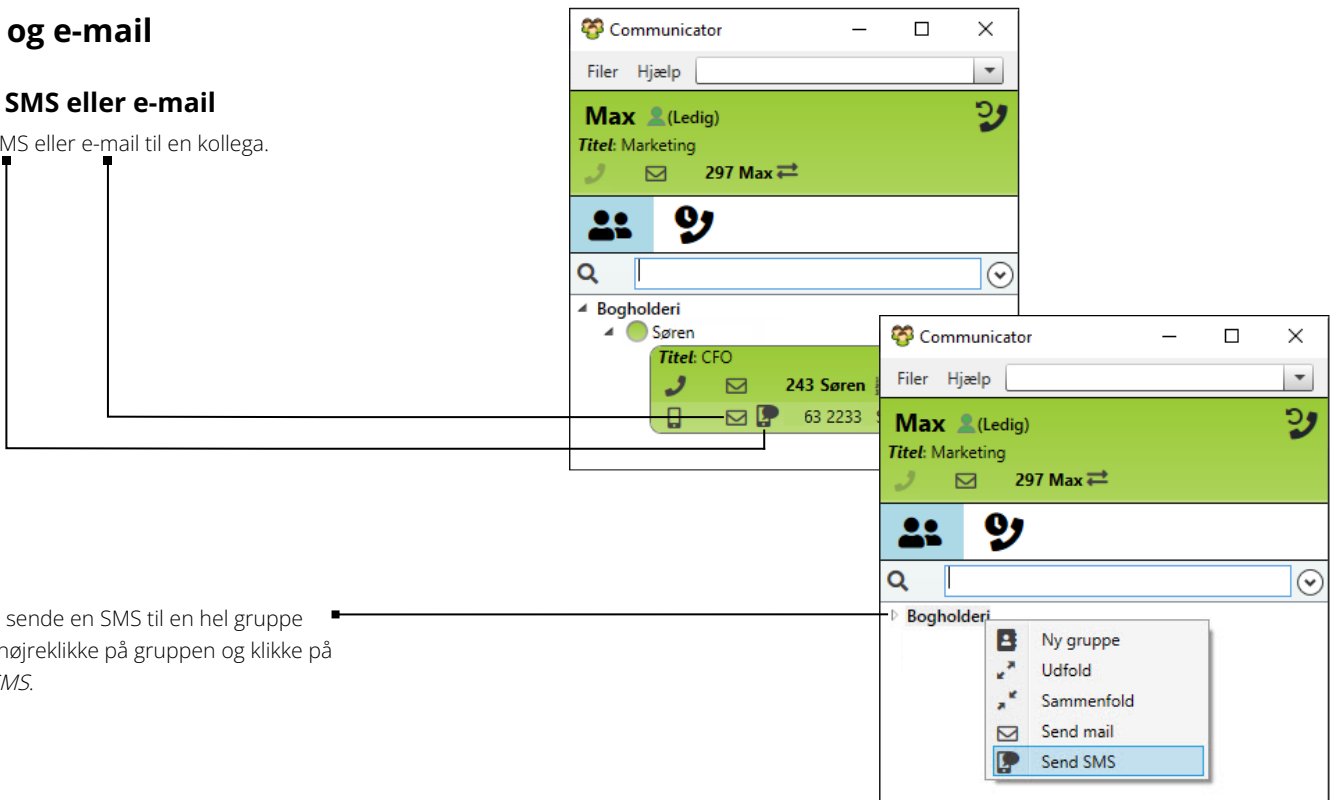 og e-mail
SMS eller e-mail
MS eller e-mail til en kollega.
sende en SMS til en hel gruppe
højreklikke på gruppen og klikke på
SMS.
Communicator
Filer Hjælp
Max (Ledig)
Titel: Marketing
297 Max
Bogholderi
Søren
Titel: CFO
243 Søren
63 2233
Communicator
Filer Hjælp
Max (Ledig)
Titel: Marketing
297 Max
Bogholderi
Ny gruppe
Udfold
Sammenfold
Send mail
Send SMS